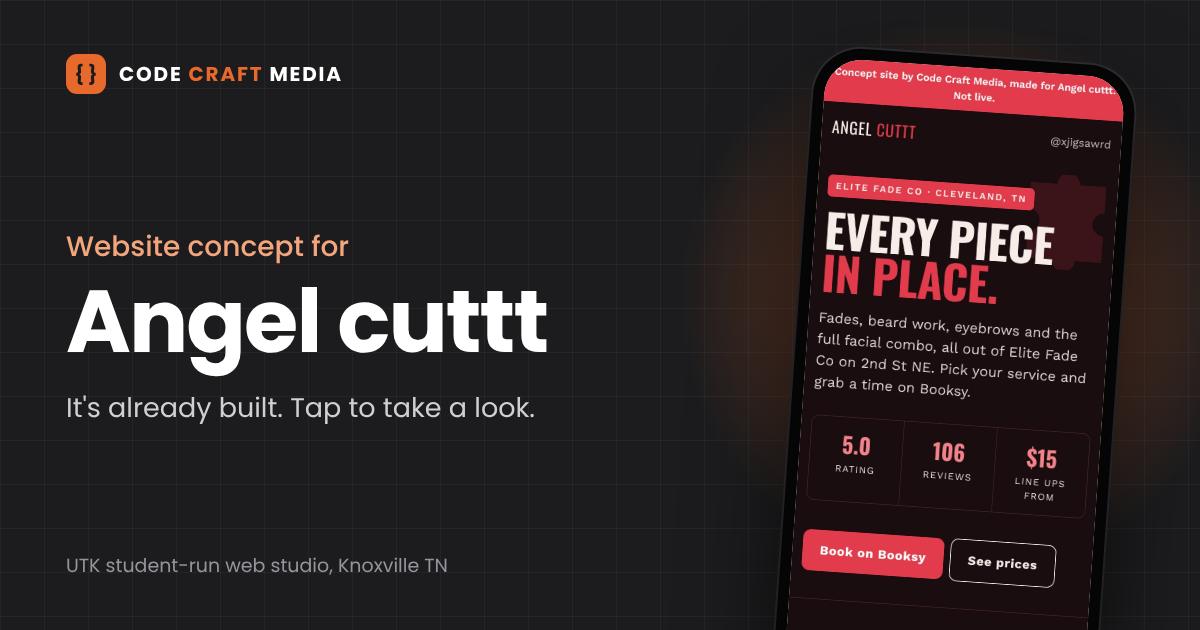 { } CODE CRAFT MEDIA
Website concept for
Angel cuttt
It's already built. Tap to take a look.
UTK student-run web studio, Knoxville TN
Concept site by Code Craft Media, made for Angel cuttt.
Not live.
ANGEL CUTTT
@xjigsawrd
ELITE FADE CO · CLEVELAND, TN
EVERY PIECE
IN PLACE.
Fades, beard work, eyebrows and the
full facial combo, all out of Elite Fade
Co on 2nd St NE. Pick your service and
grab a time on Booksy.
5.0
RATING
106
REVIEWS
$15
LINE UPS
FROM
Book on Booksy
See prices